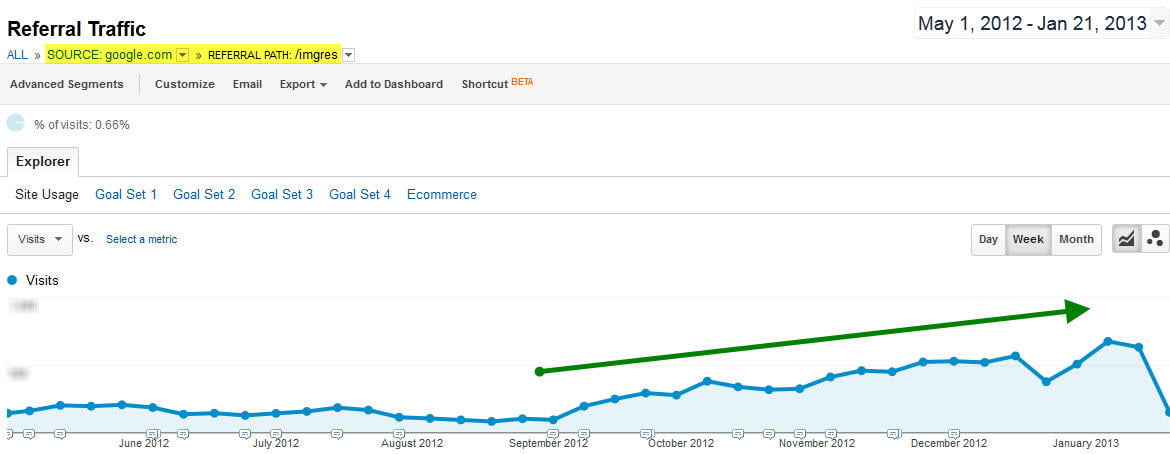 Referral Traffic
May 1, 2012 - Jan 21, 2013
ALL » SOURCE: google.com » REFERRAL PATH: /imgres
Advanced Segments Customize Email Export Add to Dashboard Shortcut BETA
% of visits: 0.66%
Explorer
Site Usage Goal Set 1 Goal Set 2 Goal Set 3 Goal Set 4 Ecommerce
Visits vs. Select a metric Day Week Month
Visits
June 2012 July 2012 August 2012 September 2012 October 2012 November 2012 December 2012 January 2013